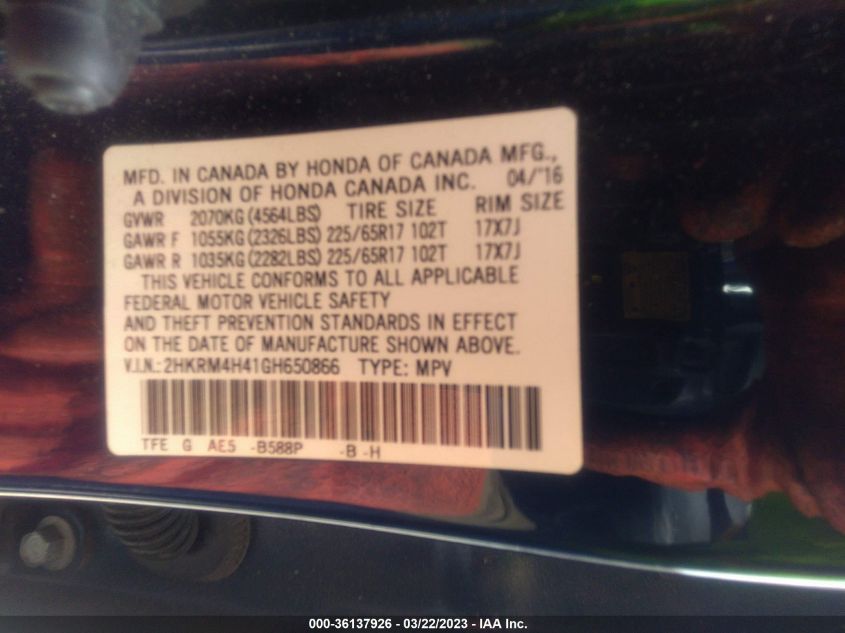 MFD. IN CANADA BY HONDA OF CANADA MFG.,
A DIVISION OF HONDA CANADA INC. 04/'16
GVWR 2070KG (4564LBS) TIRE SIZE RIM SIZE
GAWR F 1055KG (2326LBS) 225/65R17 102T 17X7J
GAWR R 1035KG (2282LBS) 225/65R17 102T 17X7J
THIS VEHICLE CONFORMS TO ALL APPLICABLE
FEDERAL MOTOR VEHICLE SAFETY
AND THEFT PREVENTION STANDARDS IN EFFECT
ON THE DATE OF MANUFACTURE SHOWN ABOVE.
V.I.N.: 2HKRM4H41GH650866 TYPE: MPV
TFE G AE5 -B588P -B -H
000-36137926 - 03/22/2023 - IAA Inc.